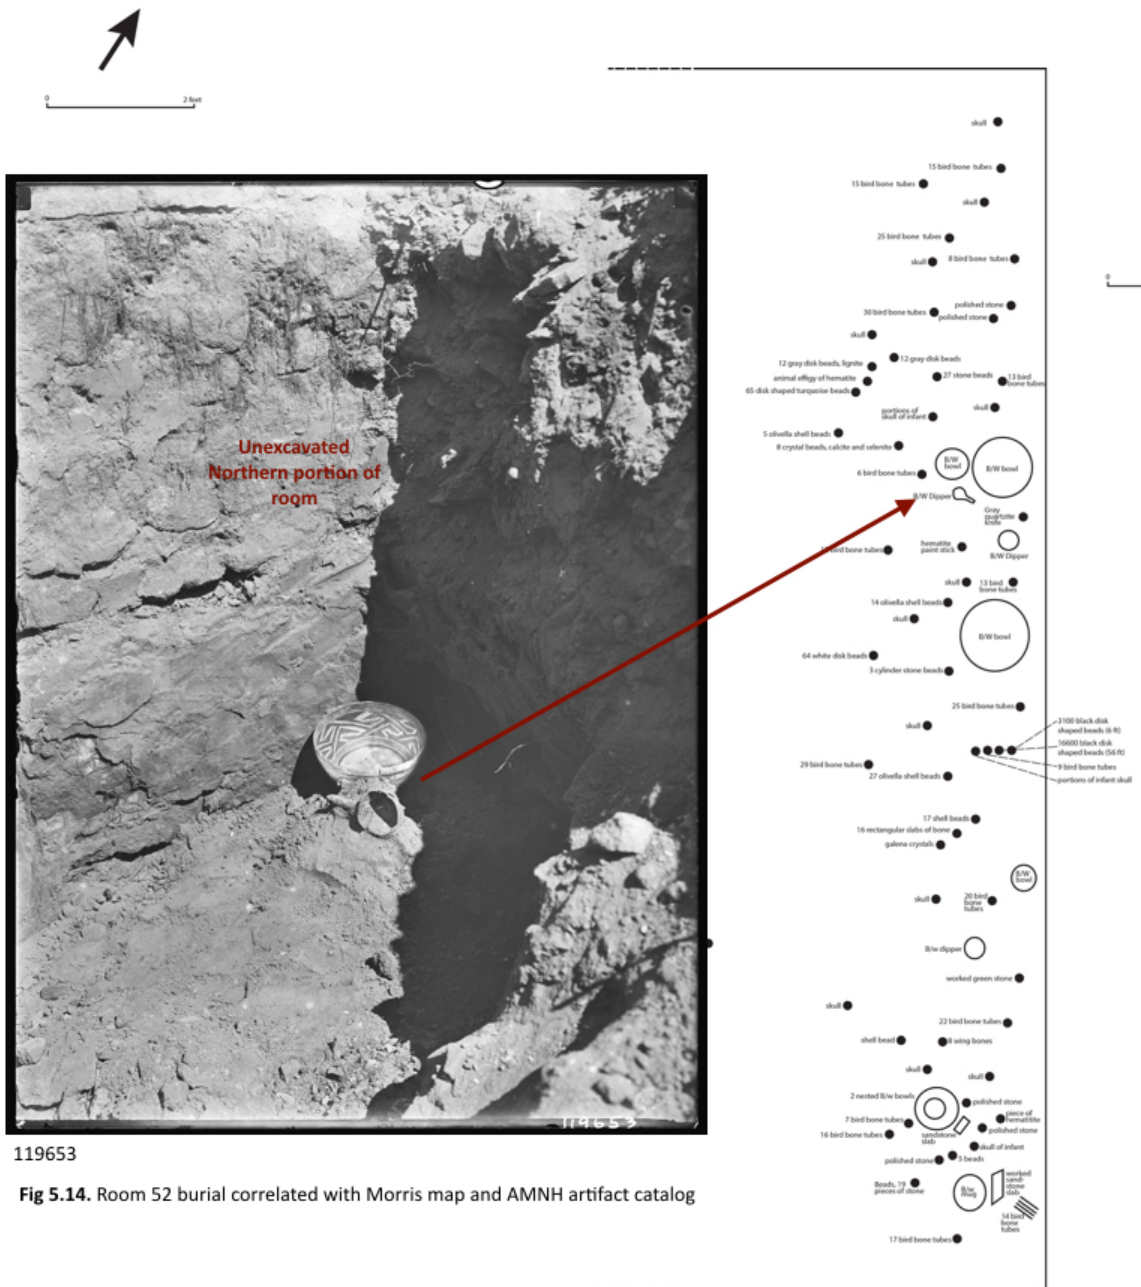 0
2 feet
skull
15 bird bone tubes
15 bird bone tubes
skull
25 bird bone tubes
skull
8 bird bone tubes
0
polished stone
30 bird bone tubes
polished stone
skull
12 gray disk beads
12 gray disk beads, lignite
27 stone beads
13 bird
bone tubes
animal effigy of hematite
65 disk shaped turquoise beads
skull
portions of
skull of infant
5 olivella shell beads
8 crystal beads, calcite and selenite
Unexcavated
Northern portion of
room
B/W
bowl
B/W bowl
6 bird bone tubes
B/W Dipper
Gray
quartzite
knife
hematite
paint stick
bird bone tubes
B/W Dipper
skull
13 bird
bone tubes
14 olivella shell beads
skull
B/W bowl
64 white disk beads
3 cylinder stone beads
25 bird bone tubes
skull
3100 black disk
shaped beads (6 ft)
16600 black disk
shaped beads (56 ft)
9 bird bone tubes
portions of infant skull
29 bird bone tubes
27 olivella shell beads
17 shell beads
16 rectangular slabs of bone
galena crystals
B/W
bowl
skull
20 bird
bone
tubes
B/w dipper
worked green stone
skull
22 bird bone tubes
shell bead
8 wing bones
skull
skull
2 nested B/w bowls
polished stone
piece of
hematitite
7 bird bone tubes
polished stone
16 bird bone tubes
sandstone
slab
skull of infant
polished stone
5 beads
Beads, 19
pieces of stone
B/w
mug
worked
sand-
stone
slab
14 bird
bone
tubes
17 bird bone tubes
119653
119653
Fig 5.14. Room 52 burial correlated with Morris map and AMNH artifact catalog